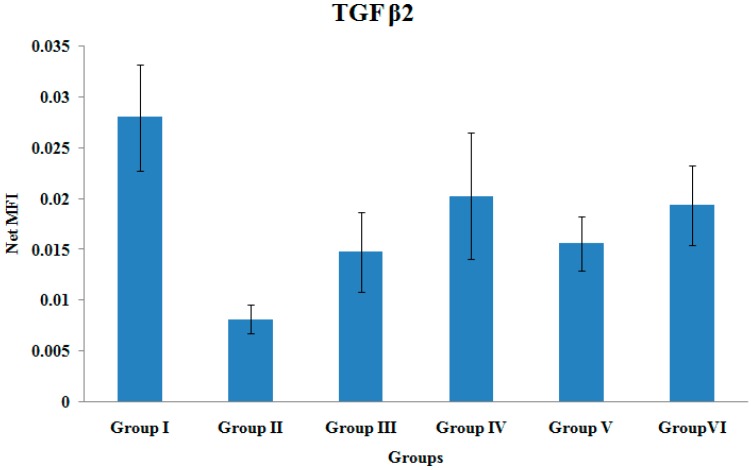 TGF β2
0.035
0.03
0.025
0.02
0.015
0.01
0.005
0
Net MFI
Group I Group II Group III Group IV Group V GroupVI
Groups